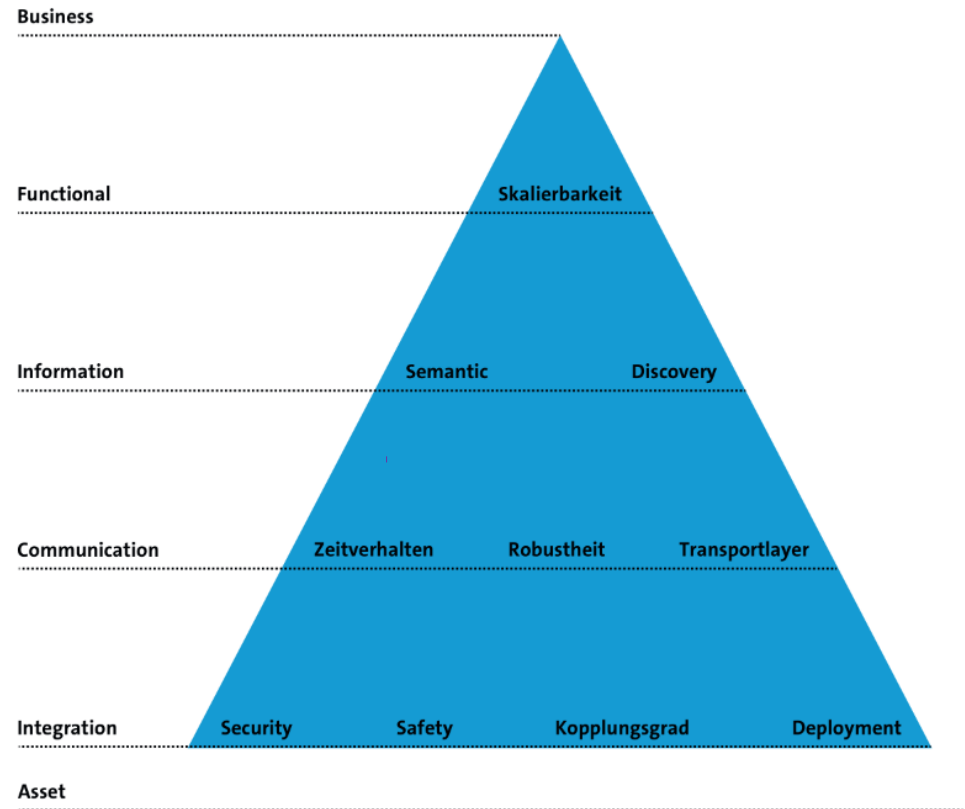 Business
Functional Skalierbarkeit
Information Semantic Discovery
Communication Zeitverhalten Robustheit Transportlayer
Integration Security Safety Kopplungsgrad Deployment
Asset